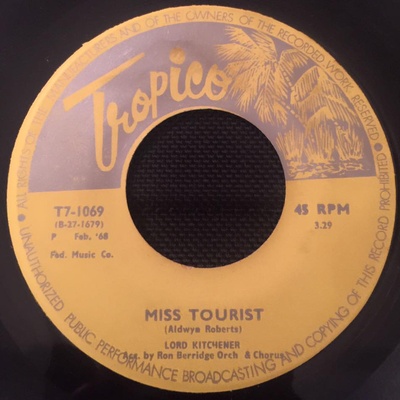 • ALL RIGHTS OF THE MANUFACTURERS AND OF THE OWNERS OF THE RECORDED WORK RESERVED •
Tropico
T7-1069
(B-27-1679)
P Feb. '68
Fed. Music Co.
45 RPM
3.29
MISS TOURIST
(Aldwyn Roberts)
LORD KITCHENER
Acc. by Ron Berridge Orch & Chorus
UNAUTHORIZED PUBLIC PERFORMANCE BROADCASTING AND COPYING OF THIS RECORD PROHIBITED